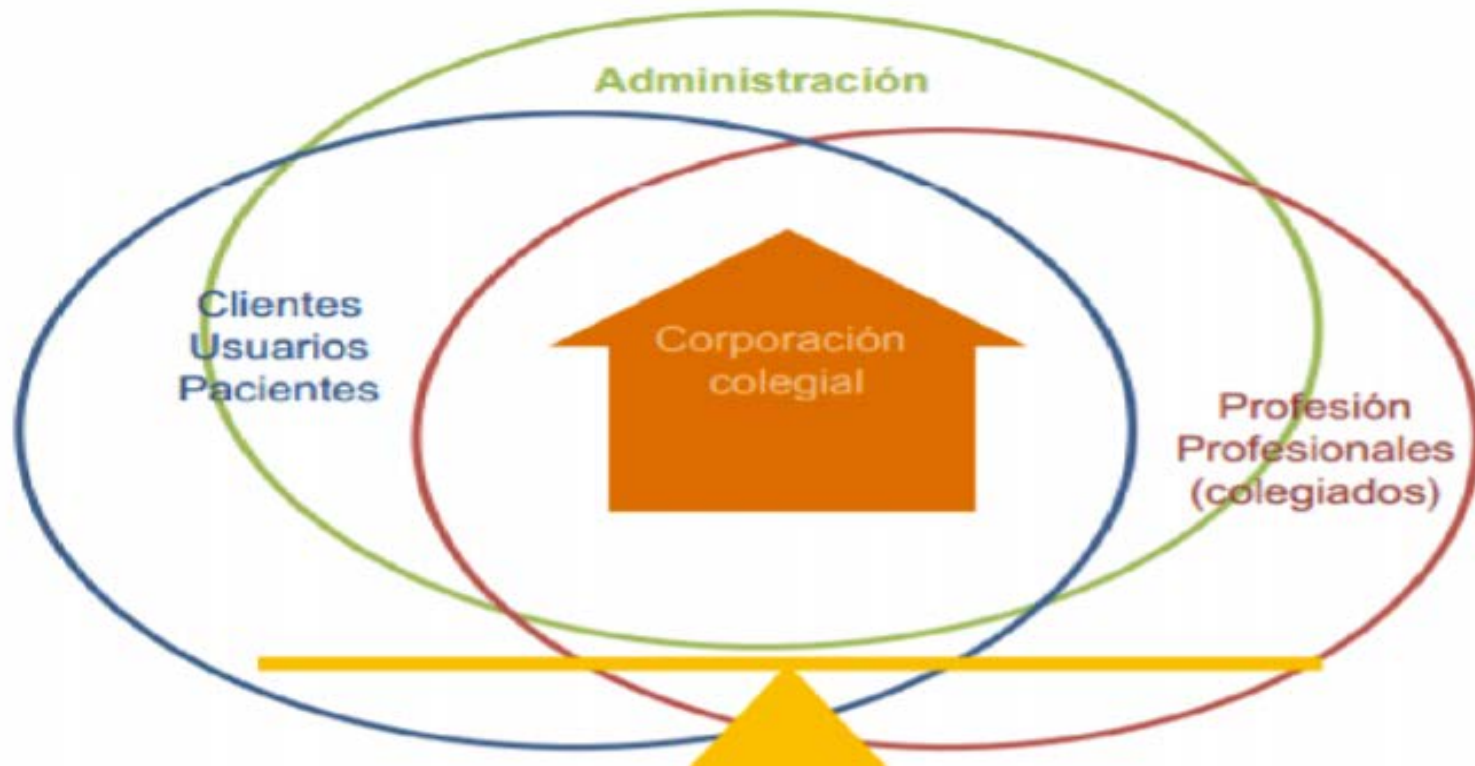 Administración
Clientes
Usuarios
Pacientes
Corporación
colegial
Profesión
Profesionales
(colegiados)